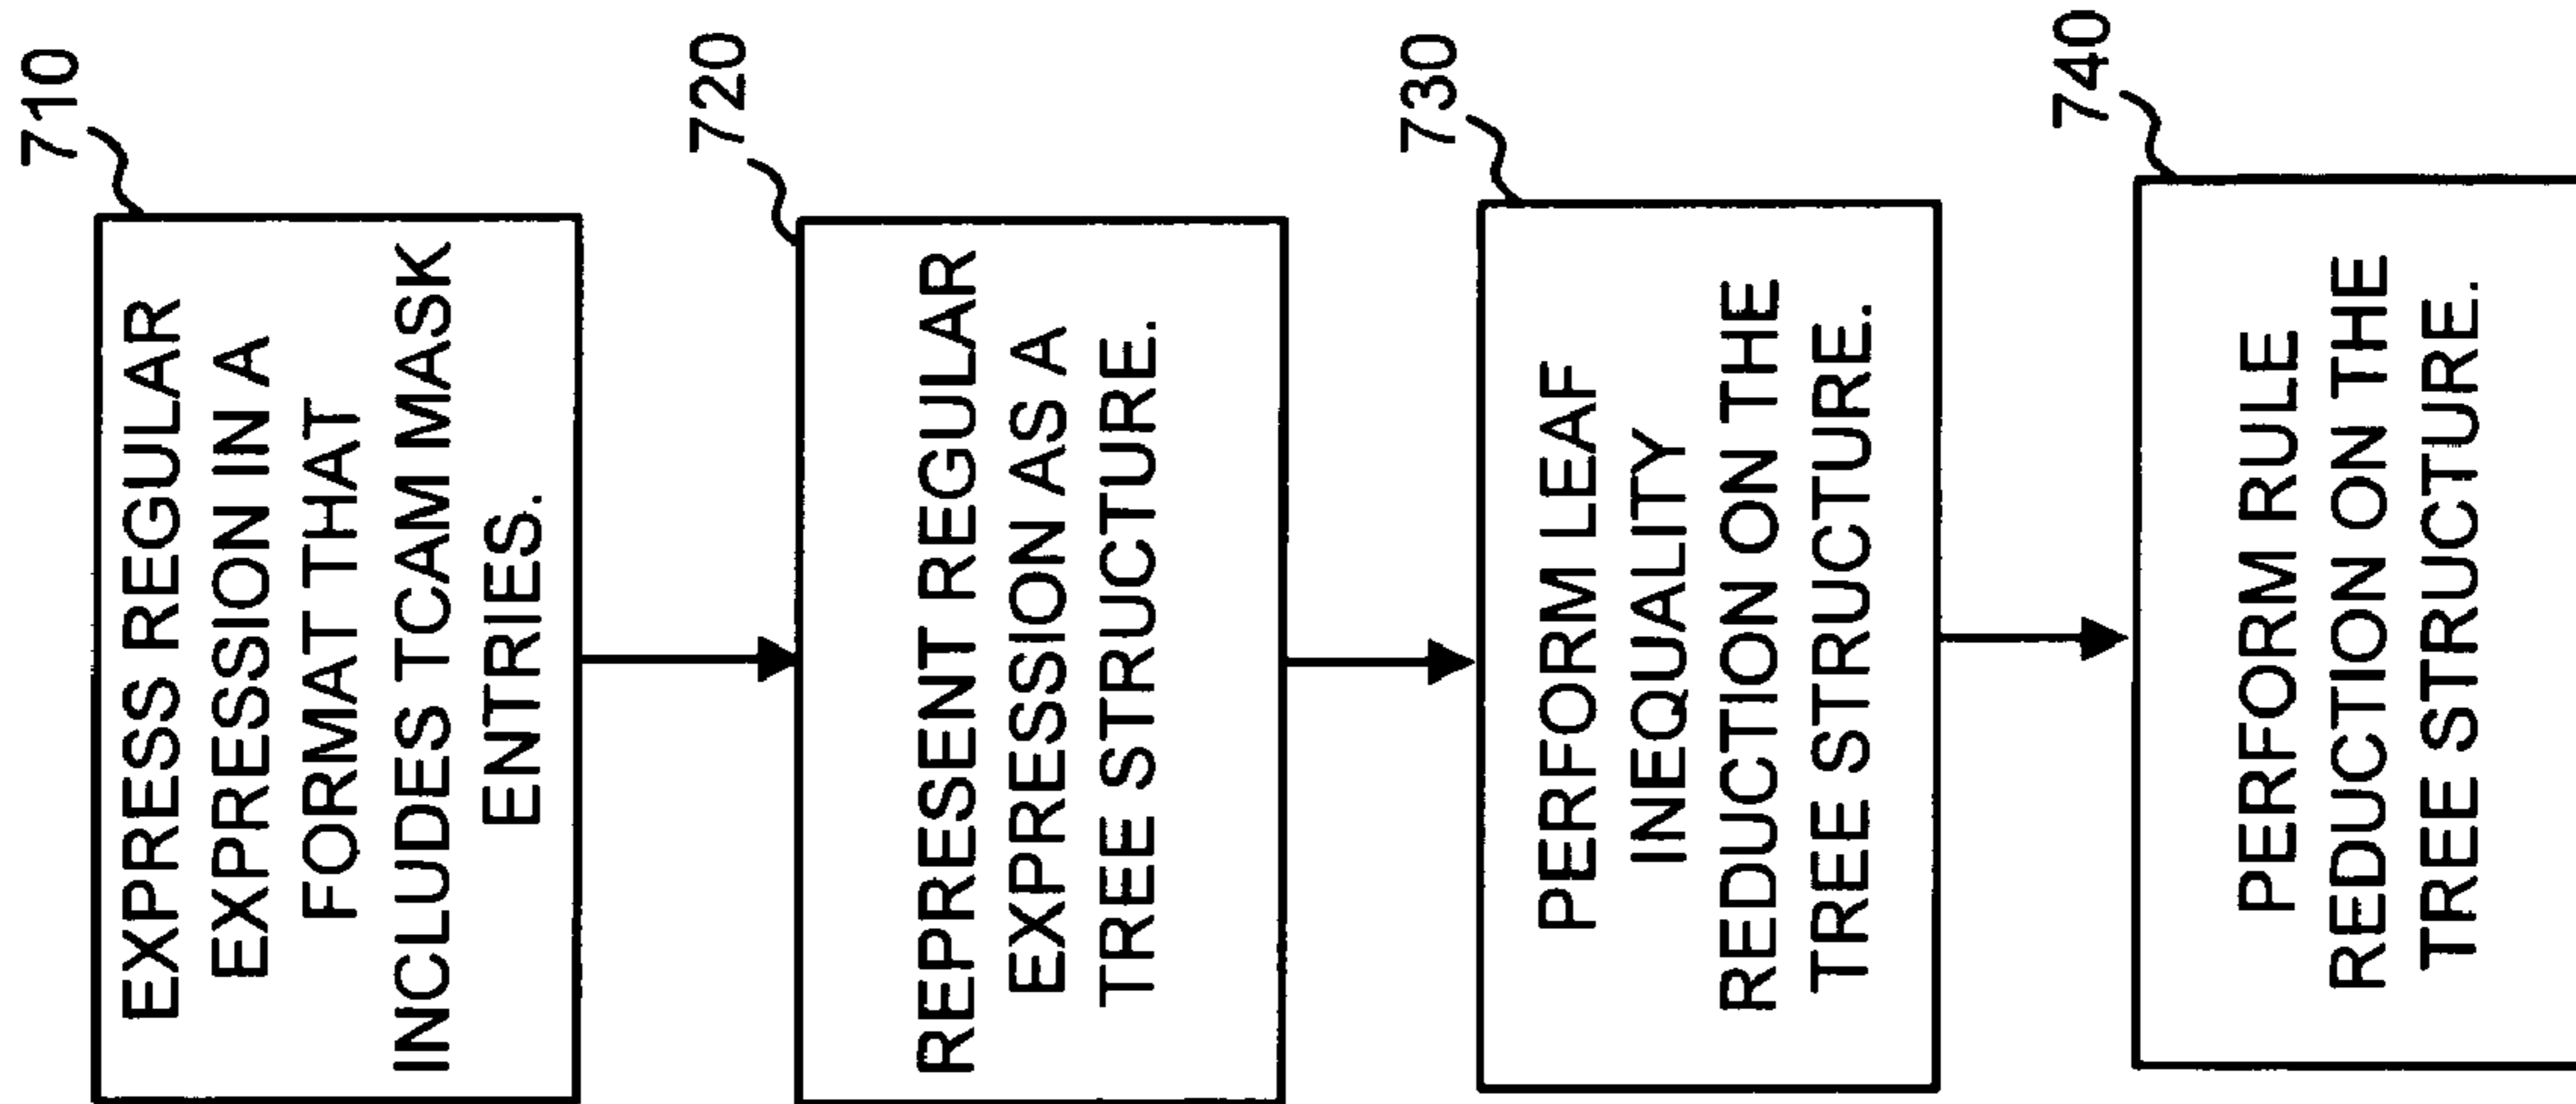 710
EXPRESS REGULAR
EXPRESSION IN A
FORMAT THAT
INCLUDES TCAM MASK
ENTRIES.
720
REPRESENT REGULAR
EXPRESSION AS A
TREE STRUCTURE.
730
PERFORM LEAF
INEQUALITY
REDUCTION ON THE
TREE STRUCTURE.
740
PERFORM RULE
REDUCTION ON THE
TREE STRUCTURE.